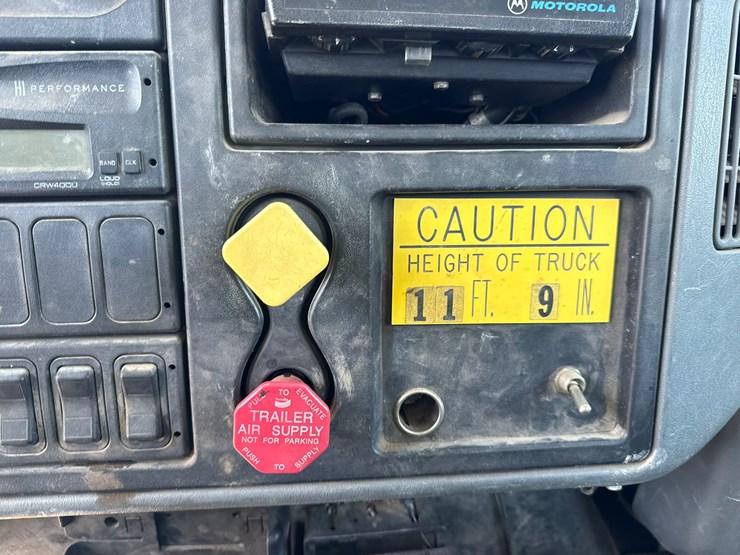 MOTOROLA
PERFORMANCE
BAND CLK
LOUD
HOLD
CRW400U
CAUTION
HEIGHT OF TRUCK
11 FT. 9 IN.
PULL TO EVACUATE
TRAILER
AIR SUPPLY
NOT FOR PARKING
PUSH TO SUPPLY